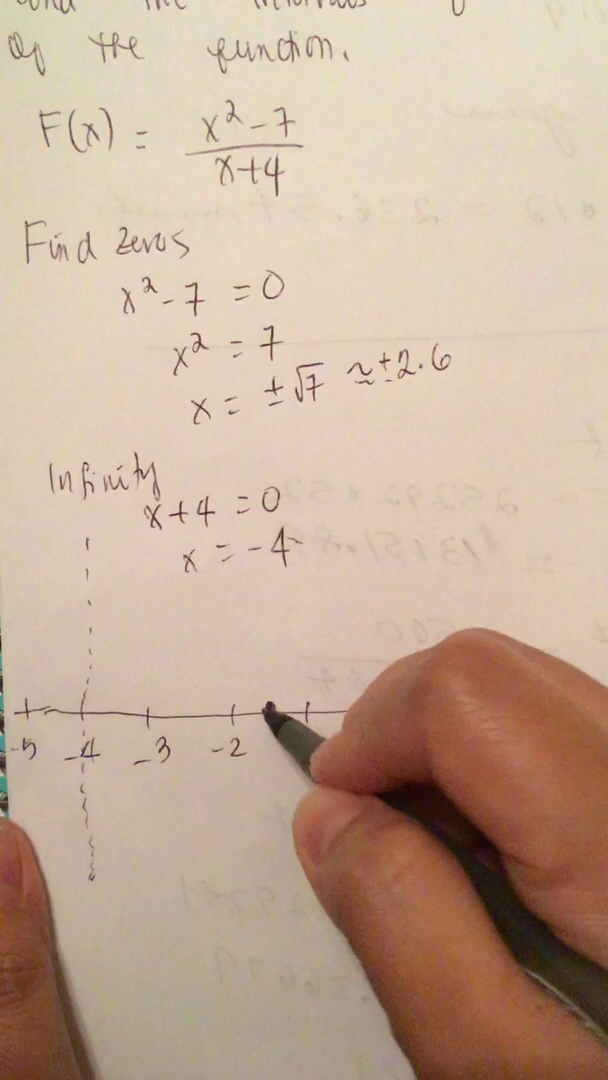 the
of the function.
F(x) = x² - 7
x+4
Find zeros
x² - 7 = 0
x² = 7
x = ±√7 ≈ ±2.6
Infinity
x+4 = 0
x = -4
-5 -4 -3 -2